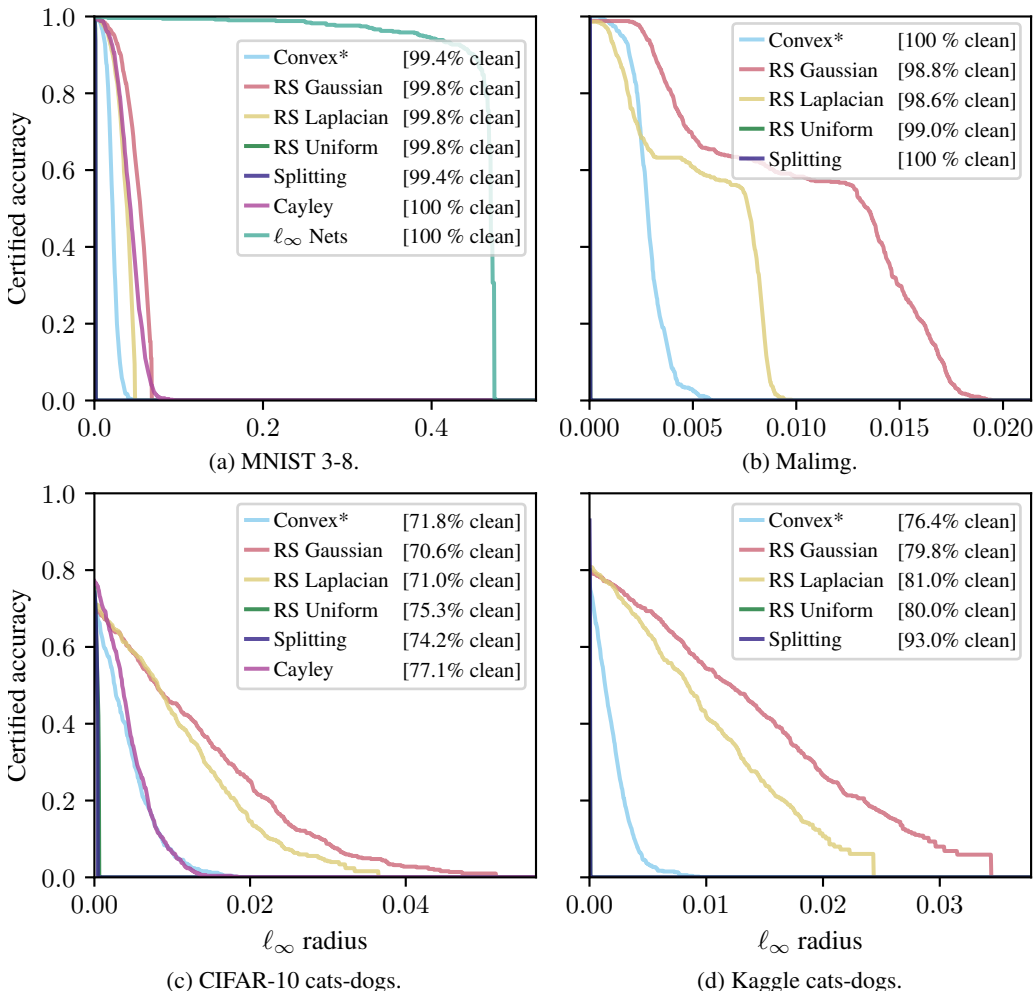 1.0
0.8
0.6
0.4
0.2
0.0
Certified accuracy
Convex* [99.4% clean]
RS Gaussian [99.8% clean]
RS Laplacian [99.8% clean]
RS Uniform [99.8% clean]
Splitting [99.4% clean]
Cayley [100 % clean]
ℓ∞ Nets [100 % clean]
0.0 0.2 0.4
(a) MNIST 3-8.
Convex* [100 % clean]
RS Gaussian [98.8% clean]
RS Laplacian [98.6% clean]
RS Uniform [99.0% clean]
Splitting [100 % clean]
0.000 0.005 0.010 0.015 0.020
(b) Malimg.
1.0
0.8
0.6
0.4
0.2
0.0
Certified accuracy
Convex* [71.8% clean]
RS Gaussian [70.6% clean]
RS Laplacian [71.0% clean]
RS Uniform [75.3% clean]
Splitting [74.2% clean]
Cayley [77.1% clean]
0.00 0.02 0.04
ℓ∞ radius
(c) CIFAR-10 cats-dogs.
Convex* [76.4% clean]
RS Gaussian [79.8% clean]
RS Laplacian [81.0% clean]
RS Uniform [80.0% clean]
Splitting [93.0% clean]
0.00 0.01 0.02 0.03
ℓ∞ radius
(d) Kaggle cats-dogs.